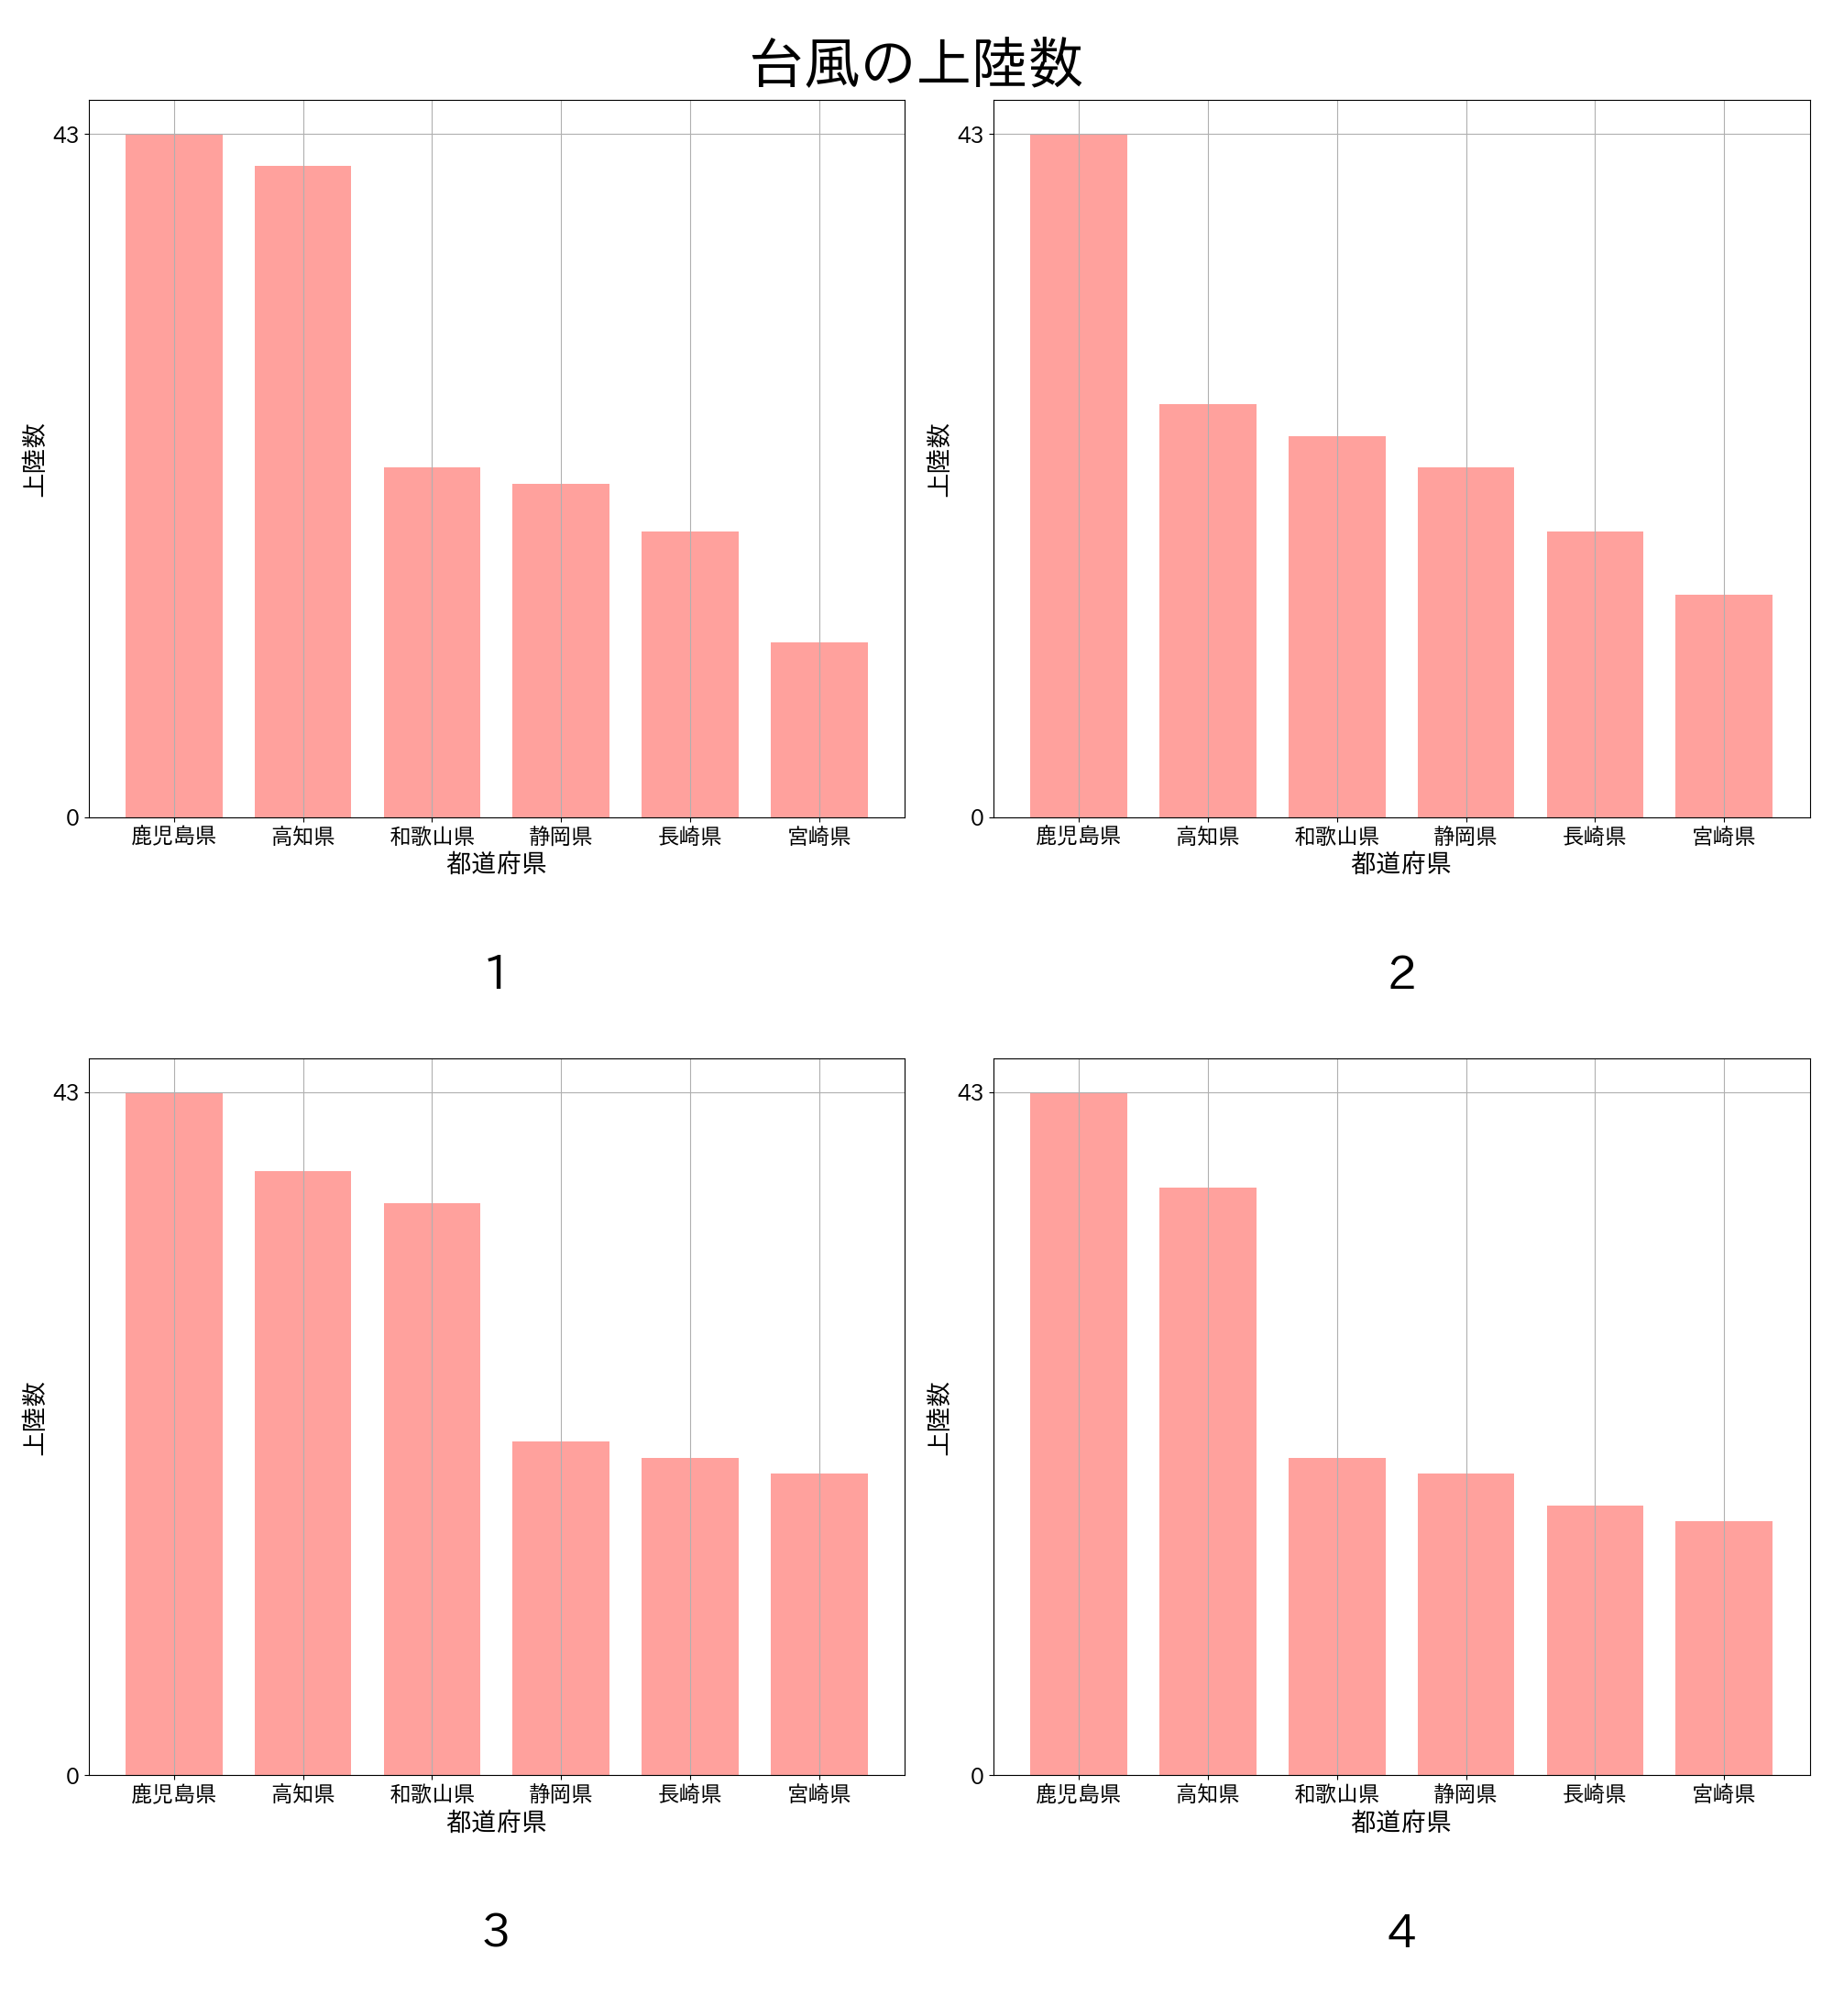 台風の上陸数
43
0
上陸数
鹿児島県 高知県 和歌山県 静岡県 長崎県 宮崎県
都道府県
1
43
0
上陸数
鹿児島県 高知県 和歌山県 静岡県 長崎県 宮崎県
都道府県
2
43
0
上陸数
鹿児島県 高知県 和歌山県 静岡県 長崎県 宮崎県
都道府県
3
43
0
上陸数
鹿児島県 高知県 和歌山県 静岡県 長崎県 宮崎県
都道府県
4